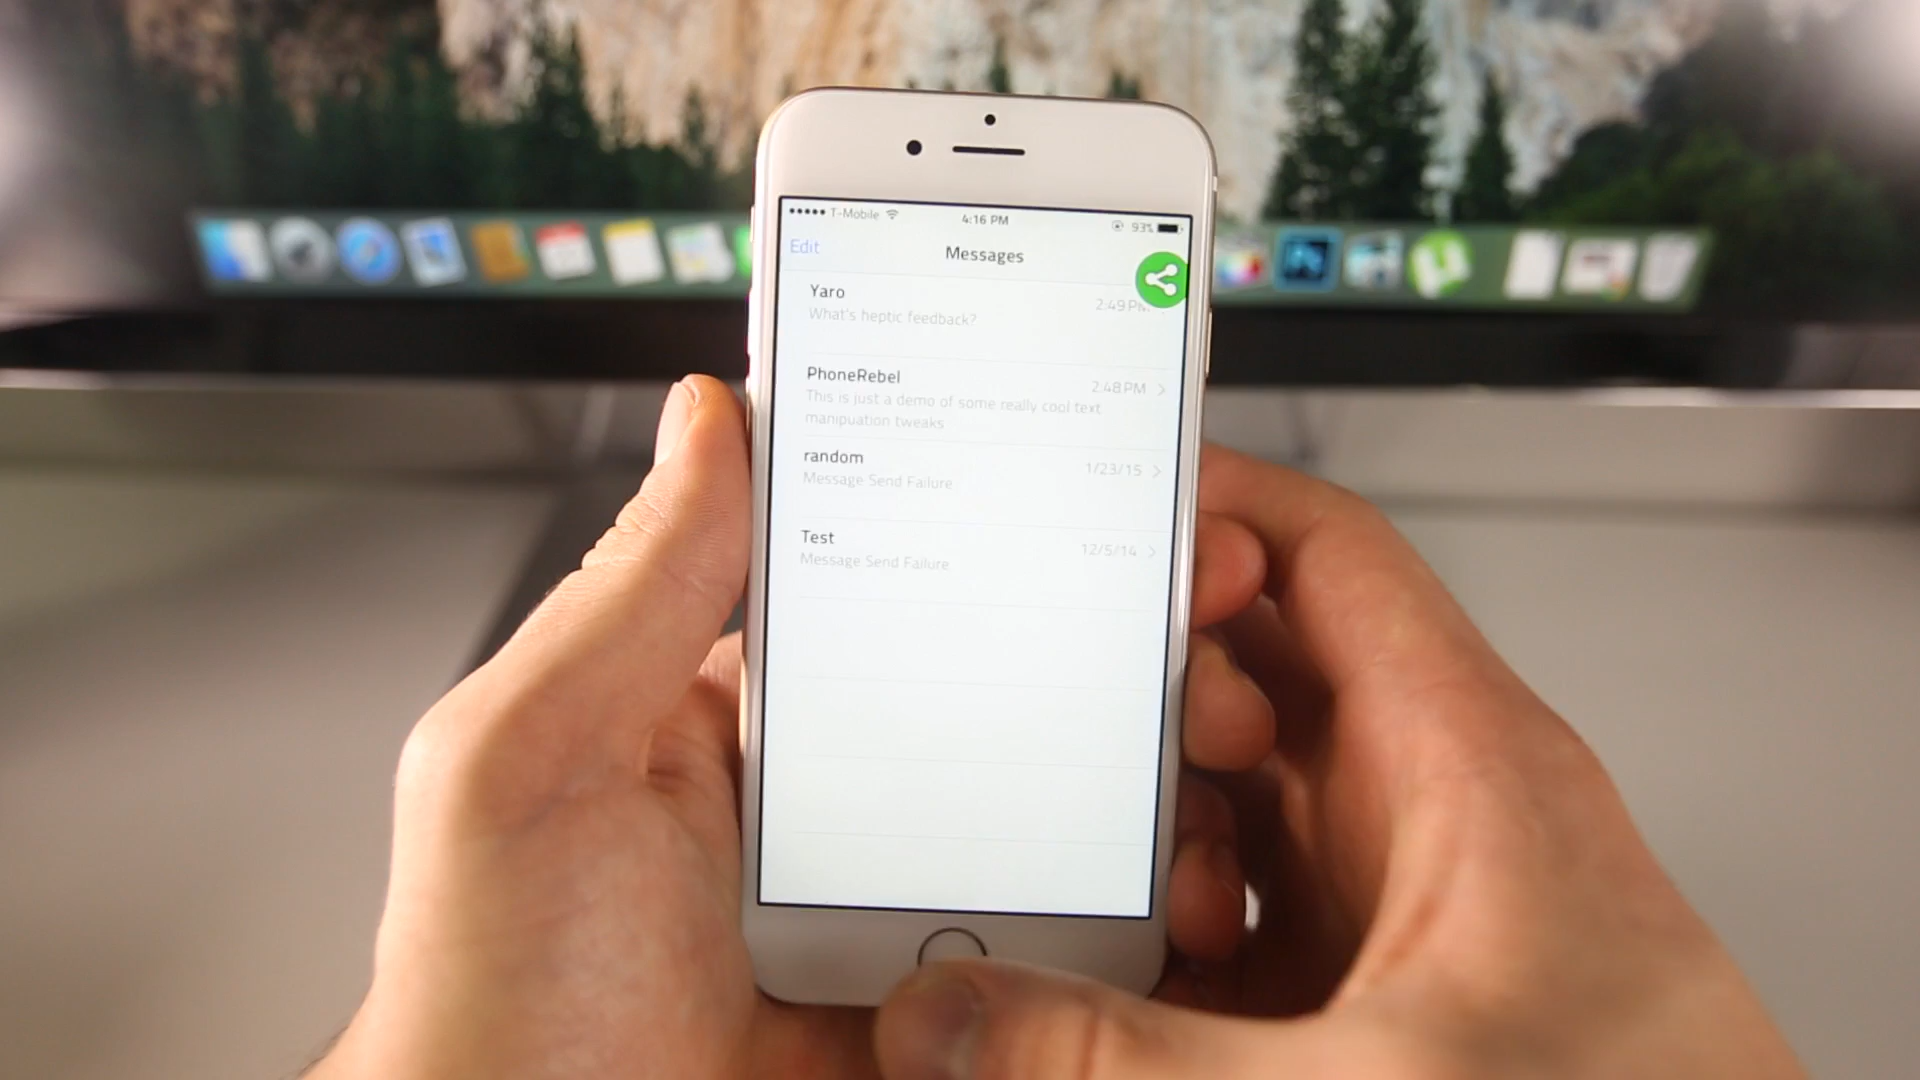 T-Mobile
4:16 PM
93%
Edit
Messages
Yaro
2:49 PM
What's heptic feedback?
PhoneRebel
2:48 PM
This is just a demo of some really cool text
manipuation tweaks
random
1/23/15
Message Send Failure
Test
12/5/14
Message Send Failure